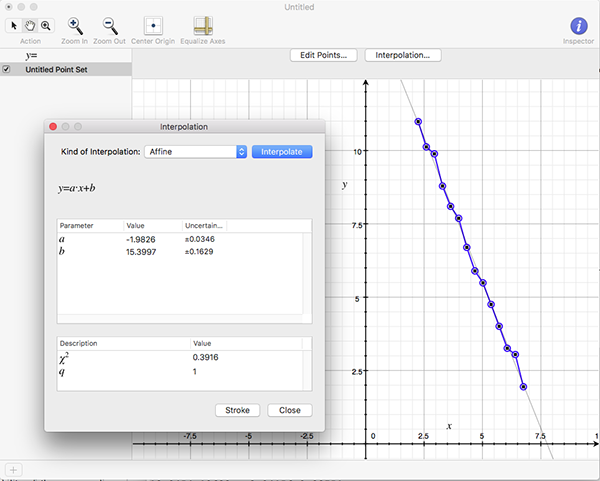 Untitled
Action Zoom In Zoom Out Center Origin Equalize Axes Inspector
y=
Untitled Point Set
Edit Points... Interpolation...
Interpolation
Kind of Interpolation: Affine Interpolate
y=a·x+b
Parameter Value Uncertain...
a -1.9826 ±0.0346
b 15.3997 ±0.1629
Description Value
χ² 0.3916
q 1
Stroke Close
y
10
7.5
5
2.5
x
-7.5 -5 -2.5 0 2.5 5 7.5 1